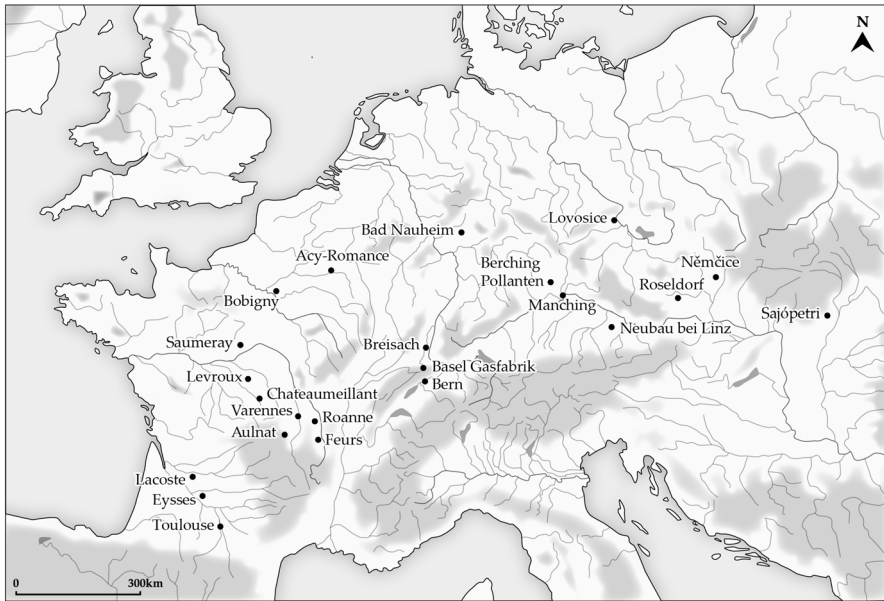 N
Lovosice
Bad Nauheim
Acy-Romance
Berching
Pollanten
Němčice
Roseldorf
Bobigny
Manching
Sajópetri
Neubau bei Linz
Saumeray
Breisach
Basel Gasfabrik
Levroux
Bern
Chateaumeillant
Varennes
Roanne
Aulnat
Feurs
Lacoste
Eysses
Toulouse
0 300km